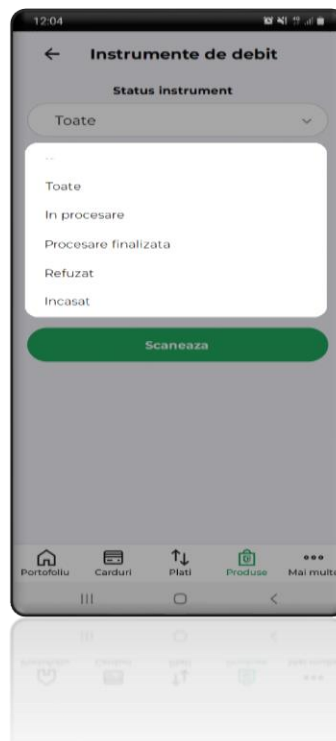 12:04
Instrumente de debit
Status instrument
Toate
..
Toate
In procesare
Procesare finalizata
Refuzat
Incasat
Scaneaza
Portofoliu Carduri Plati Produse Mai multe